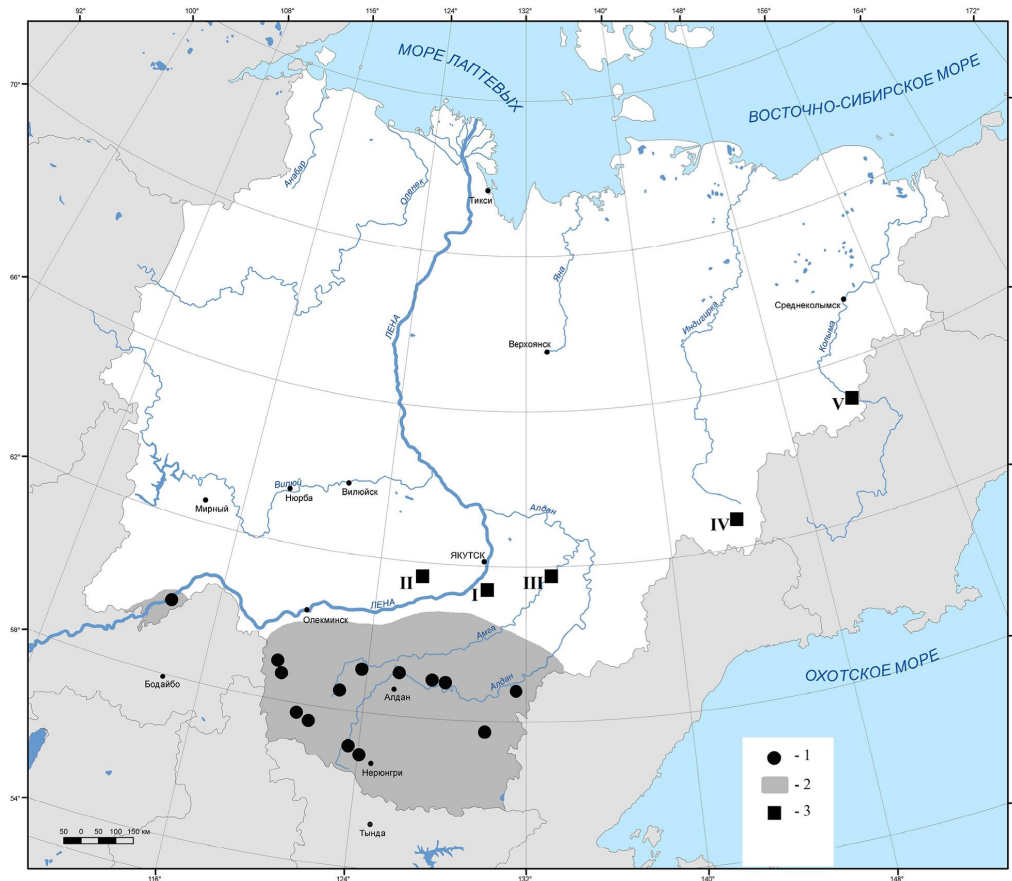 92°
100°
108°
116°
124°
132°
140°
148°
156°
164°
172°
70°
66°
62°
58°
54°
МОРЕ ЛАПТЕВЫХ
ВОСТОЧНО-СИБИРСКОЕ МОРЕ
Анабар
Оленек
Тикси
Яна
Индигирка
Среднеколымск
Колыма
ЛЕНА
Верхоянск
V
Вилюй
Нюрба
Вилюйск
Мирный
Алдан
IV
ЯКУТСК
II
I
III
ЛЕНА
Олекминск
Амга
Бодайбо
Алдан
Алдан
ОХОТСКОЕ МОРЕ
Нерюнгри
Тында
- 1
- 2
- 3
50 0 50 100 150 км
116°
124°
132°
140°
148°